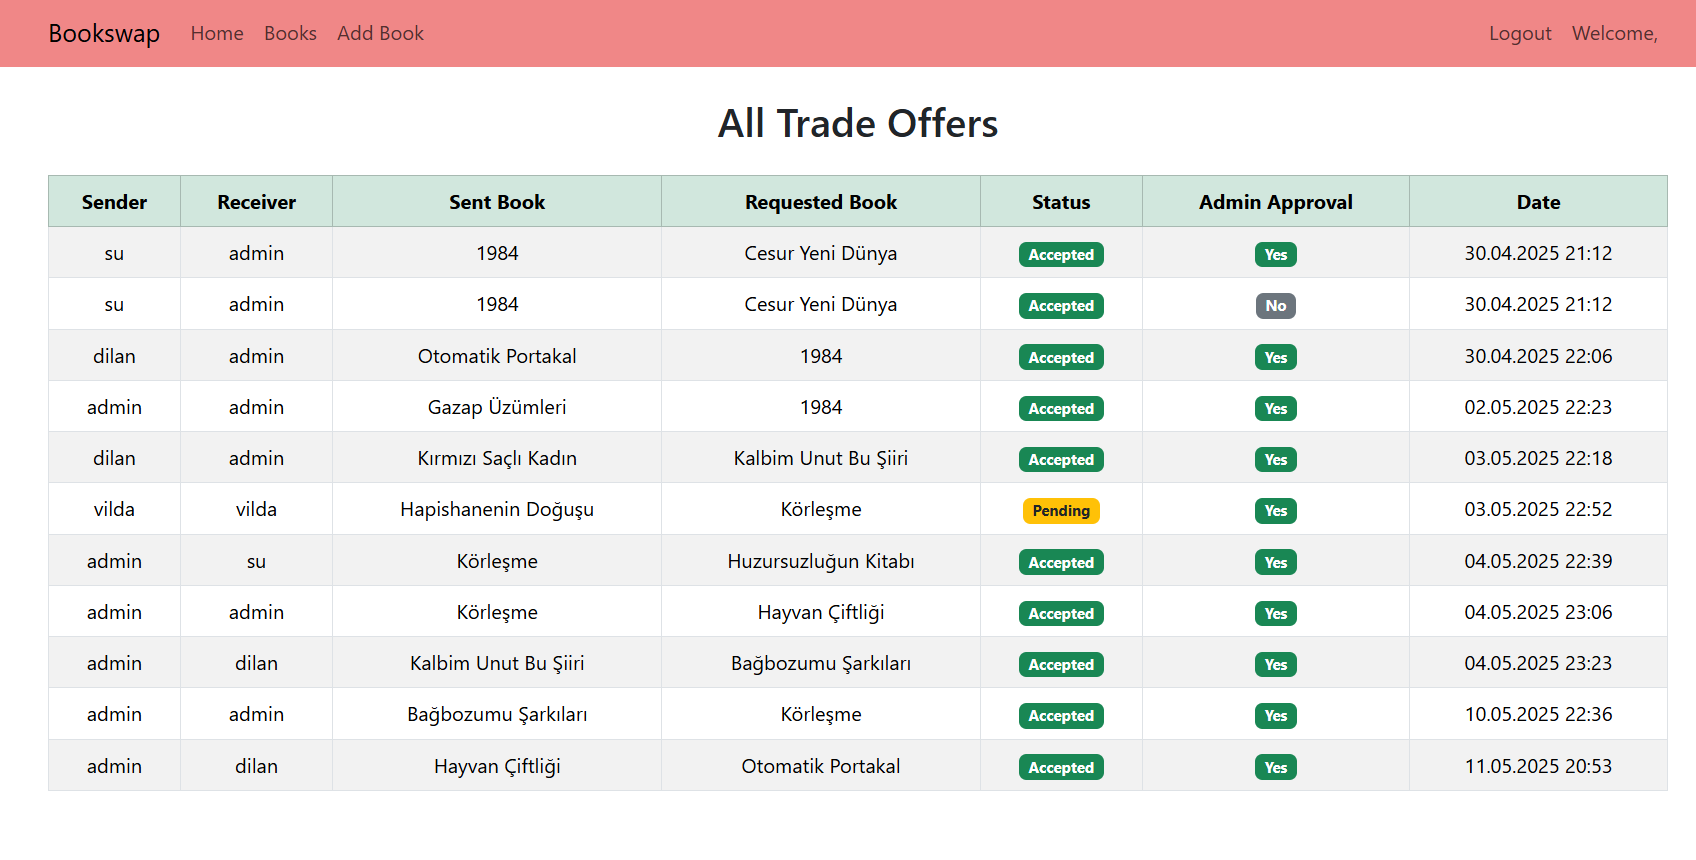 Bookswap Home Books Add Book Logout Welcome,
All Trade Offers
Sender Receiver Sent Book Requested Book Status Admin Approval Date
su admin 1984 Cesur Yeni Dünya Accepted Yes 30.04.2025 21:12
su admin 1984 Cesur Yeni Dünya Accepted No 30.04.2025 21:12
dilan admin Otomatik Portakal 1984 Accepted Yes 30.04.2025 22:06
admin admin Gazap Üzümleri 1984 Accepted Yes 02.05.2025 22:23
dilan admin Kırmızı Saçlı Kadın Kalbim Unut Bu Şiiri Accepted Yes 03.05.2025 22:18
vilda vilda Hapishanenin Doğuşu Körleşme Pending Yes 03.05.2025 22:52
admin su Körleşme Huzursuzluğun Kitabı Accepted Yes 04.05.2025 22:39
admin admin Körleşme Hayvan Çiftliği Accepted Yes 04.05.2025 23:06
admin dilan Kalbim Unut Bu Şiiri Bağbozumu Şarkıları Accepted Yes 04.05.2025 23:23
admin admin Bağbozumu Şarkıları Körleşme Accepted Yes 10.05.2025 22:36
admin dilan Hayvan Çiftliği Otomatik Portakal Accepted Yes 11.05.2025 20:53